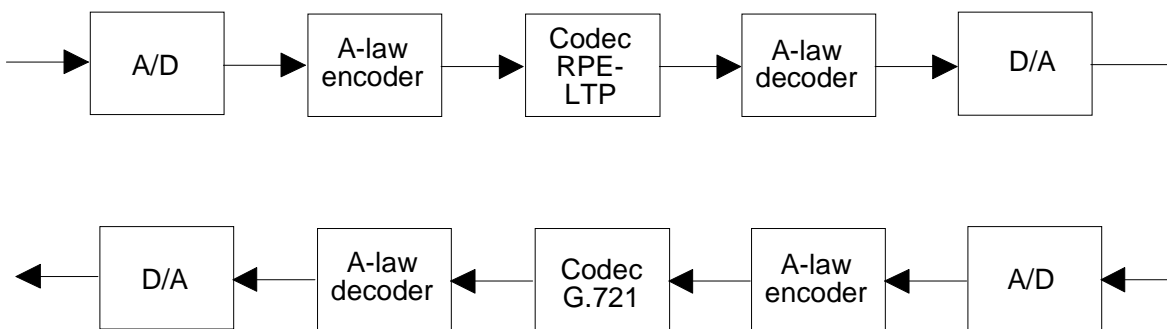 A/D
A-law
encoder
Codec
RPE-
LTP
A-law
decoder
D/A
D/A
A-law
decoder
Codec
G.721
A-law
encoder
A/D